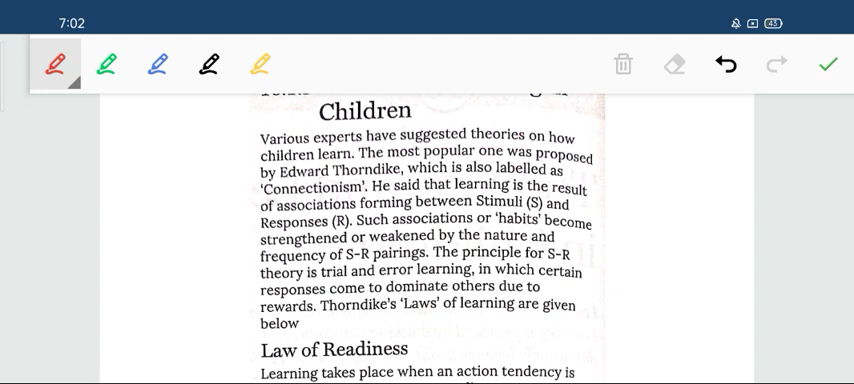 7:02
43
Children
Various experts have suggested theories on how
children learn. The most popular one was proposed
by Edward Thorndike, which is also labelled as
'Connectionism'. He said that learning is the result
of associations forming between Stimuli (S) and
Responses (R). Such associations or 'habits' become
strengthened or weakened by the nature and
frequency of S-R pairings. The principle for S-R
theory is trial and error learning, in which certain
responses come to dominate others due to
rewards. Thorndike's 'Laws' of learning are given
below
Law of Readiness
Learning takes place when an action tendency is